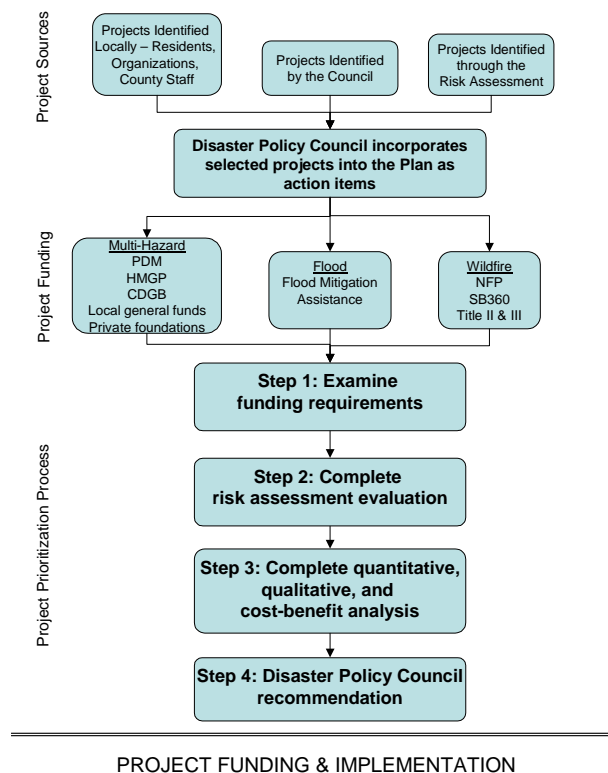 Project Sources
Projects Identified
Locally – Residents,
Organizations,
County Staff
Projects Identified
by the Council
Projects Identified
through the
Risk Assessment
Disaster Policy Council incorporates
selected projects into the Plan as
action items
Project Funding
Multi-Hazard
PDM
HMGP
CDGB
Local general funds
Private foundations
Flood
Flood Mitigation
Assistance
Wildfire
NFP
SB360
Title II & III
Project Prioritization Process
Step 1: Examine
funding requirements
Step 2: Complete
risk assessment evaluation
Step 3: Complete quantitative,
qualitative, and
cost-benefit analysis
Step 4: Disaster Policy Council
recommendation
PROJECT FUNDING & IMPLEMENTATION